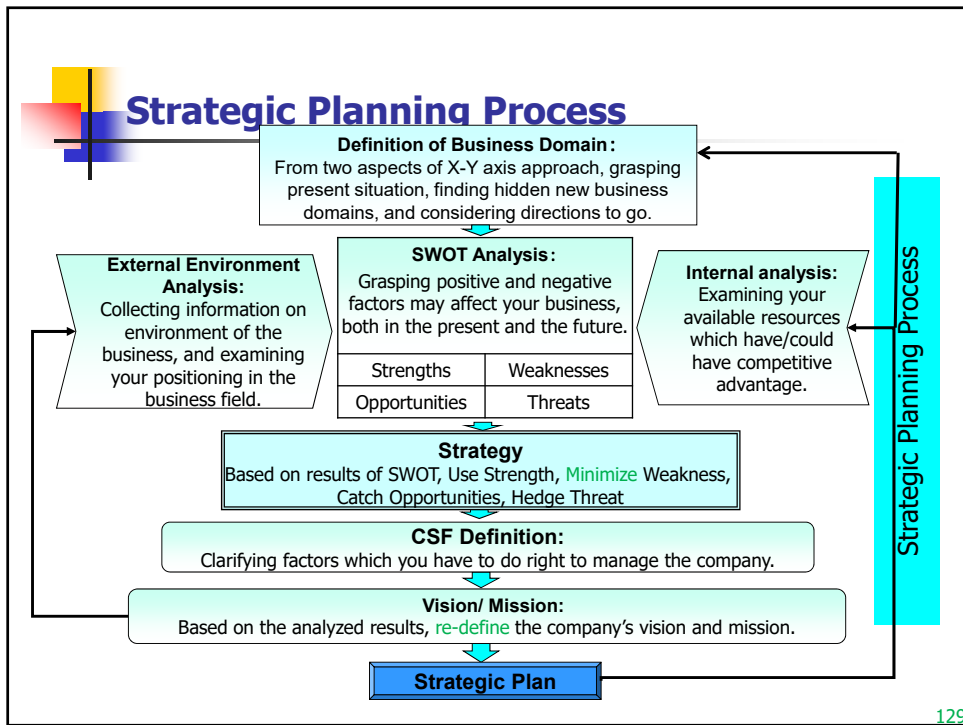 Strategic Planning Process
Definition of Business Domain:
From two aspects of X-Y axis approach, grasping
present situation, finding hidden new business
domains, and considering directions to go.
External Environment
Analysis:
Collecting information on
environment of the
business, and examining
your positioning in the
business field.
SWOT Analysis:
Grasping positive and negative
factors may affect your business,
both in the present and the future.
Strengths
Weaknesses
Opportunities
Threats
Internal analysis:
Examining your
available resources
which have/could
have competitive
advantage.
Strategic Planning Process
Strategy
Based on results of SWOT, Use Strength, Minimize Weakness,
Catch Opportunities, Hedge Threat
CSF Definition:
Clarifying factors which you have to do right to manage the company.
Vision/ Mission:
Based on the analyzed results, re-define the company's vision and mission.
Strategic Plan
129